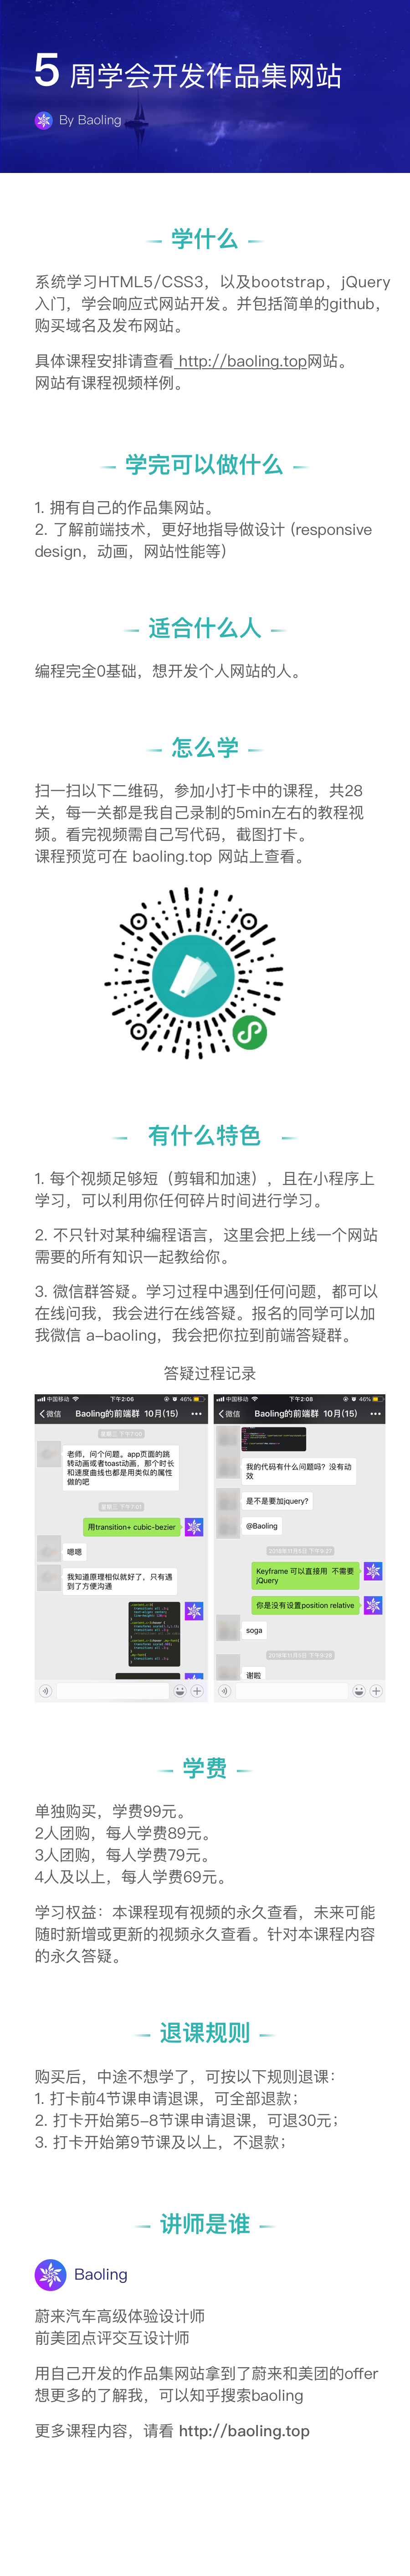 5 周学会开发作品集网站
By Baoling
学什么
系统学习HTML5/CSS3，以及bootstrap，jQuery
入门，学会响应式网站开发。并包括简单的github，
购买域名及发布网站。
具体课程安排请查看 http://baoling.top网站。
网站有课程视频样例。
学完可以做什么
1. 拥有自己的作品集网站。
2. 了解前端技术，更好地指导做设计 (responsive
design，动画，网站性能等)
适合什么人
编程完全0基础，想开发个人网站的人。
怎么学
扫一扫以下二维码，参加小打卡中的课程，共28
关，每一关都是我自己录制的5min左右的教程视
频。看完视频需自己写代码，截图打卡。
课程预览可在 baoling.top 网站上查看。
有什么特色
1. 每个视频足够短（剪辑和加速），且在小程序上
学习，可以利用你任何碎片时间进行学习。
2. 不只针对某种编程语言，这里会把上线一个网站
需要的所有知识一起教给你。
3. 微信群答疑。学习过程中遇到任何问题，都可以
在线问我，我会进行在线答疑。报名的同学可以加
我微信 a-baoling，我会把你拉到前端答疑群。
答疑过程记录
中国移动 下午2:06 46%
微信 Baoling的前端群 10月(15)
星期三 下午7:00
老师，问个问题。app页面的跳
转动画或者toast动画，那个时长
和速度曲线也都是用类似的属性
做的吧
星期三 下午7:01
用transition+ cubic-bezier
嗯嗯
我知道原理相似就好了，只有遇
到了方便沟通
中国移动 下午2:08 46%
微信 Baoling的前端群 10月(15)
我的代码有什么问题吗？没有动
效
是不是要加jquery?
@Baoling
Keyframe 可以直接用 不需要
jQuery
你是没有设置position relative
soga
谢啦
学费
单独购买，学费99元。
2人团购，每人学费89元。
3人团购，每人学费79元。
4人及以上，每人学费69元。
学习权益：本课程现有视频的永久查看，未来可能
随时新增或更新的视频永久查看。针对本课程内容
的永久答疑。
退课规则
购买后，中途不想学了，可按以下规则退课：
1. 打卡前4节课申请退课，可全部退款；
2. 打卡开始第5-8节课申请退课，可退30元；
3. 打卡开始第9节课及以上，不退款；
讲师是谁
Baoling
蔚来汽车高级体验设计师
前美团点评交互设计师
用自己开发的作品集网站拿到了蔚来和美团的offer
想更多的了解我，可以知乎搜索baoling
更多课程内容，请看 http://baoling.top